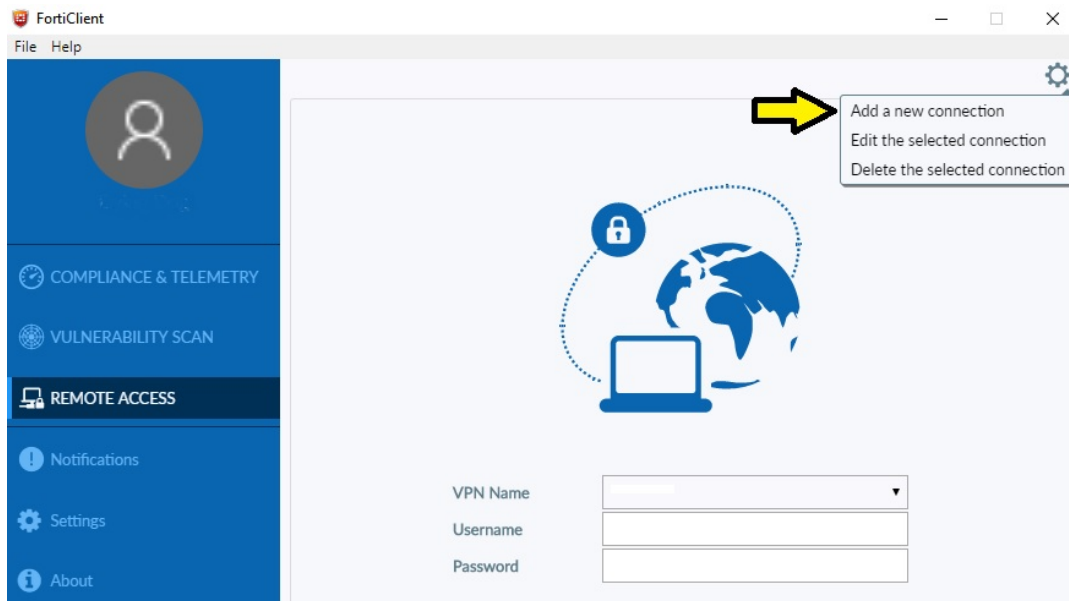 FortiClient
File Help
Add a new connection
Edit the selected connection
Delete the selected connection
COMPLIANCE & TELEMETRY
VULNERABILITY SCAN
REMOTE ACCESS
Notifications
Settings
About
VPN Name
Username
Password